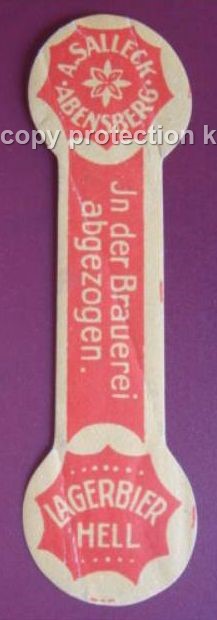 A. SALLECK
ABENSBERG
copy protection k
Jn der Brauerei
abgezogen.
LAGERBIER
HELL